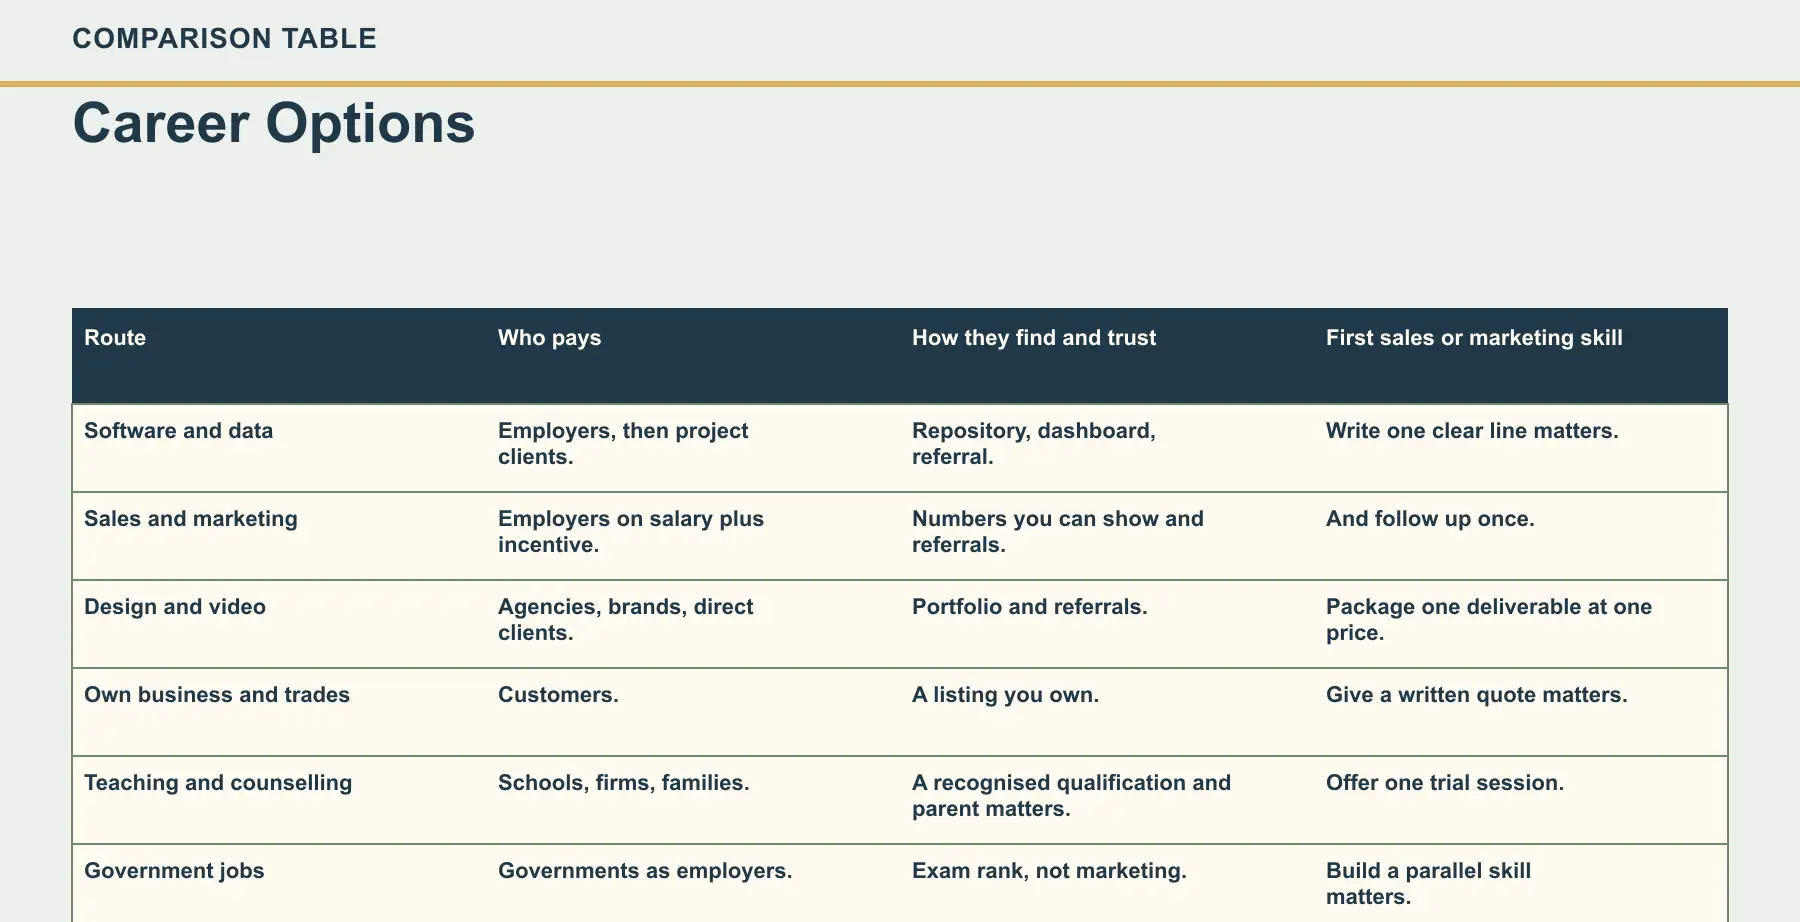 COMPARISON TABLE
Career Options
Route Who pays How they find and trust First sales or marketing skill
Software and data Employers, then project clients. Repository, dashboard, referral. Write one clear line matters.
Sales and marketing Employers on salary plus incentive. Numbers you can show and referrals. And follow up once.
Design and video Agencies, brands, direct clients. Portfolio and referrals. Package one deliverable at one price.
Own business and trades Customers. A listing you own. Give a written quote matters.
Teaching and counselling Schools, firms, families. A recognised qualification and parent matters. Offer one trial session.
Government jobs Governments as employers. Exam rank, not marketing. Build a parallel skill matters.